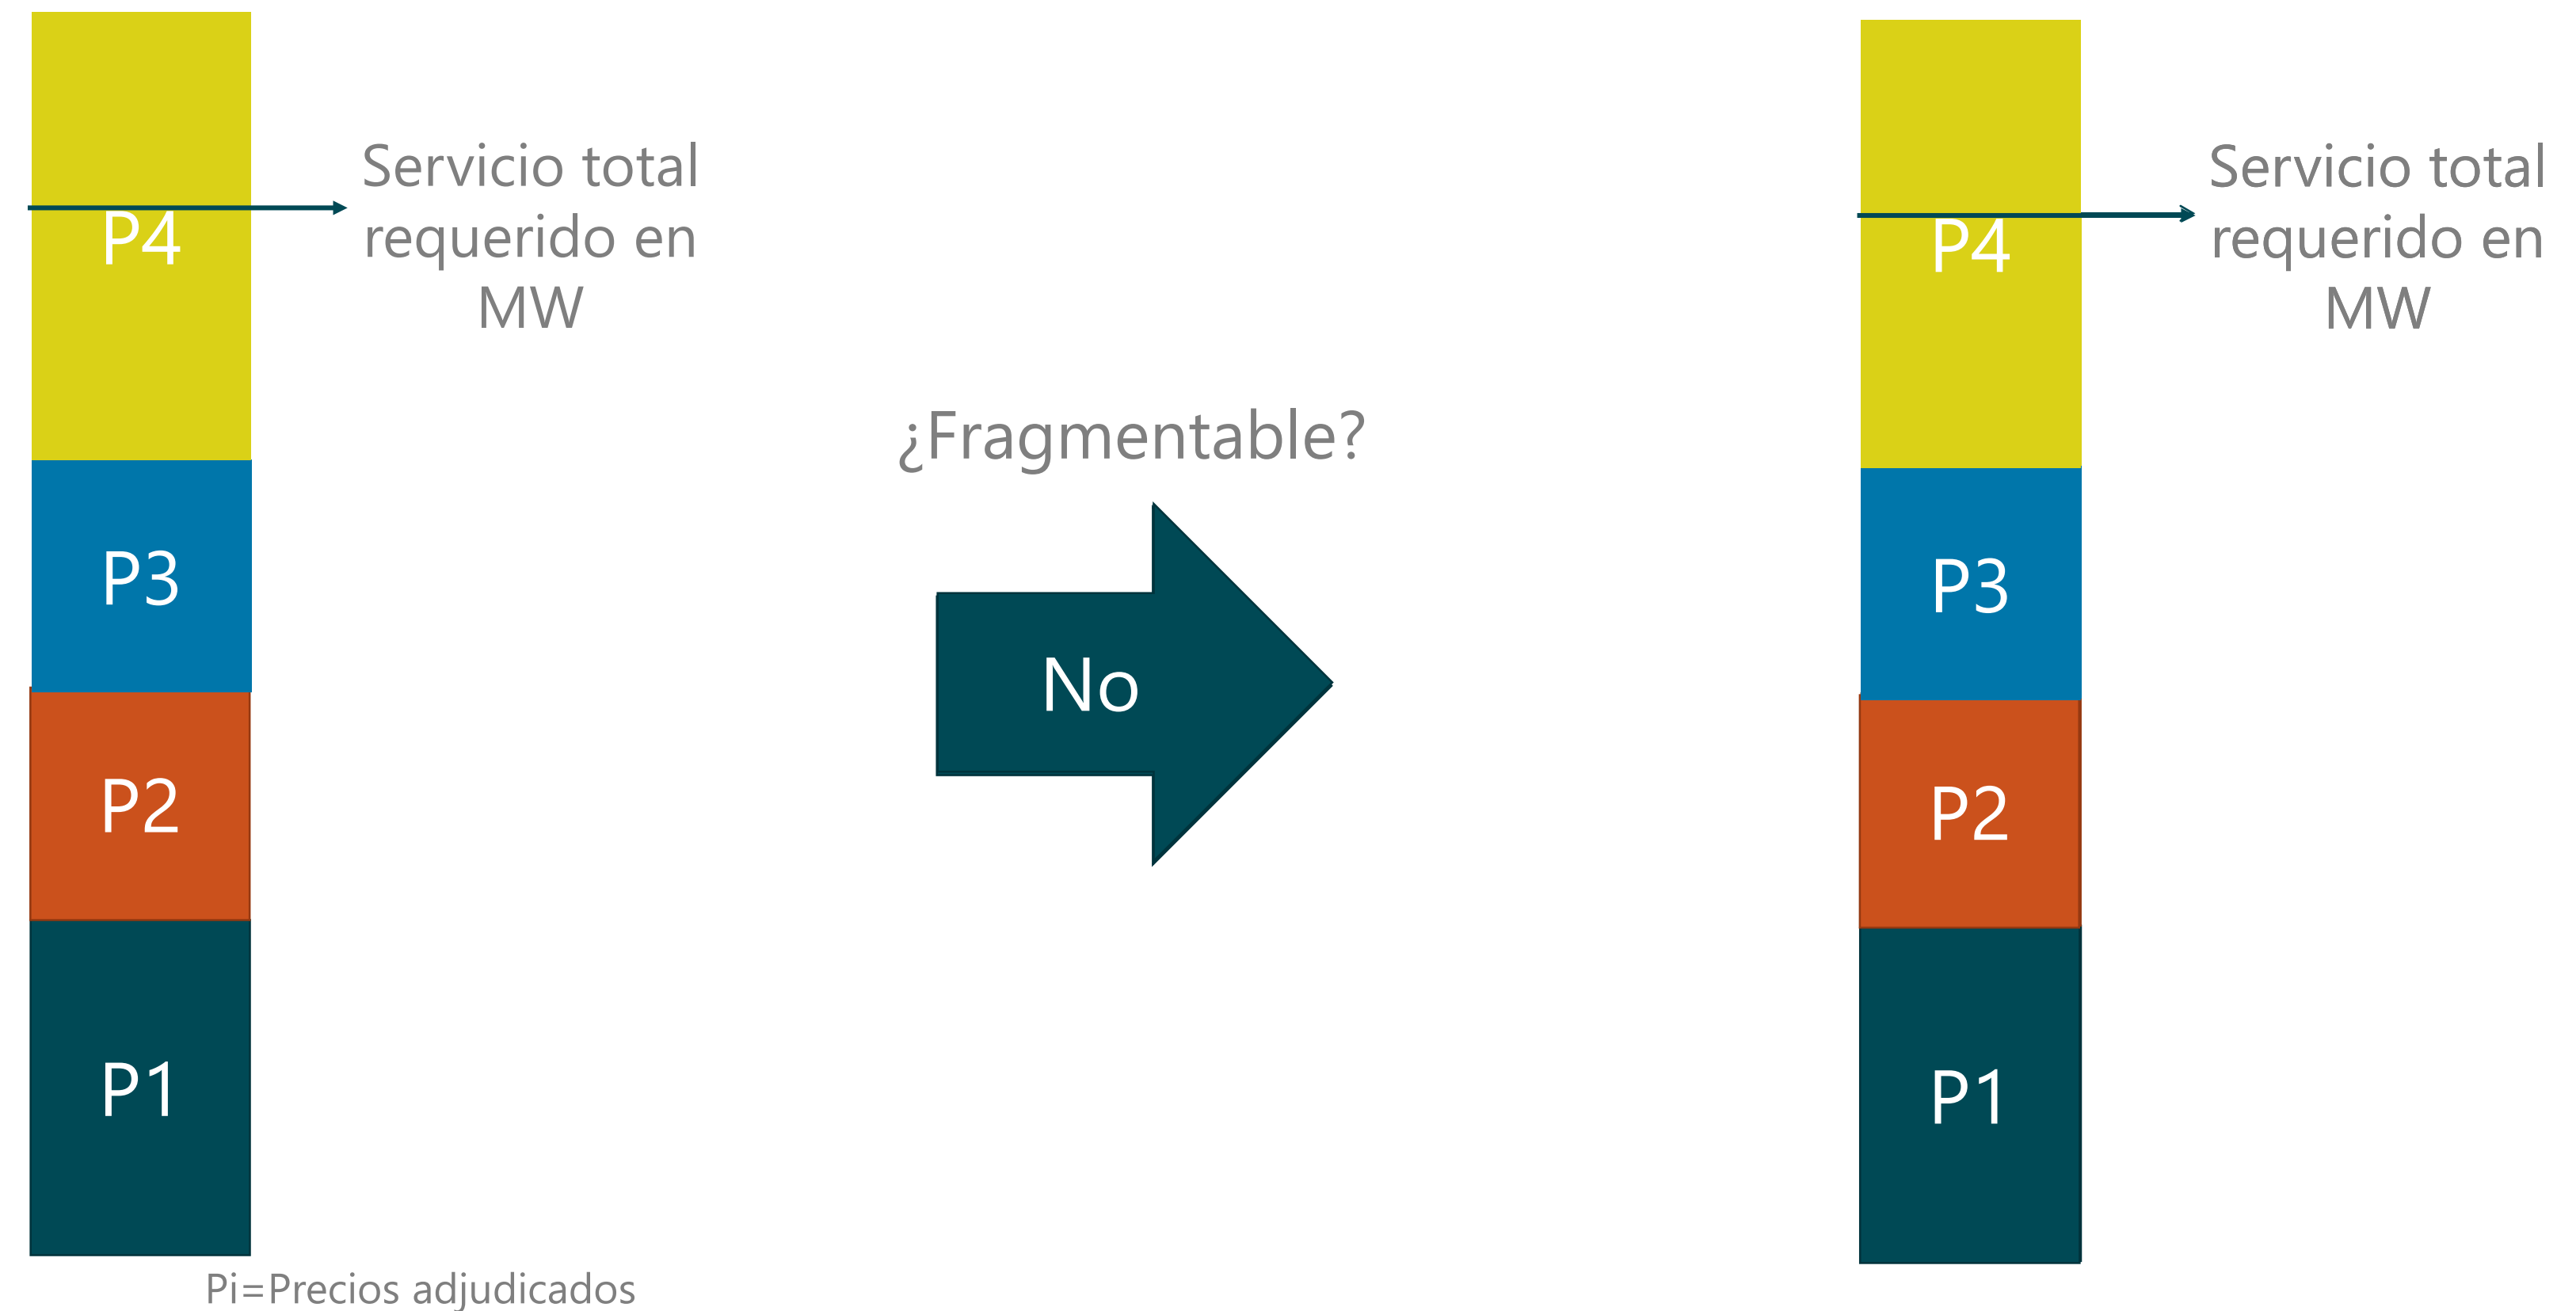 Servicio total
requerido en
MW
P4
P3
P2
P1
Pi=Precios adjudicados
¿Fragmentable?
No
Servicio total
requerido en
MW
P4
P3
P2
P1